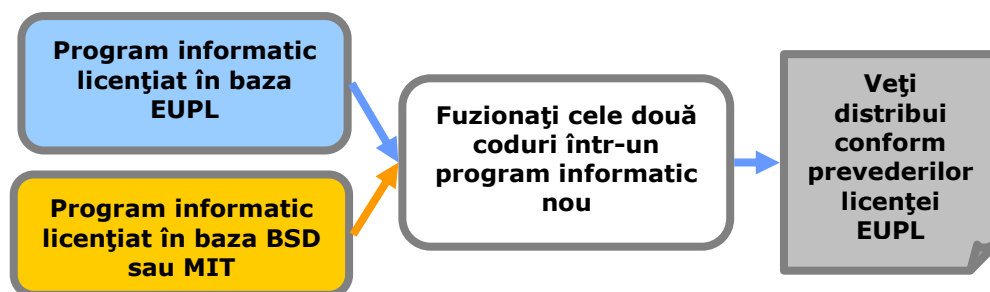 Program informatic
licenţiat în baza
EUPL
Program informatic
licenţiat în baza BSD
sau MIT
Fuzionaţi cele două
coduri într-un
program informatic
nou
Veţi
distribui
conform
prevederilor
licenţei
EUPL